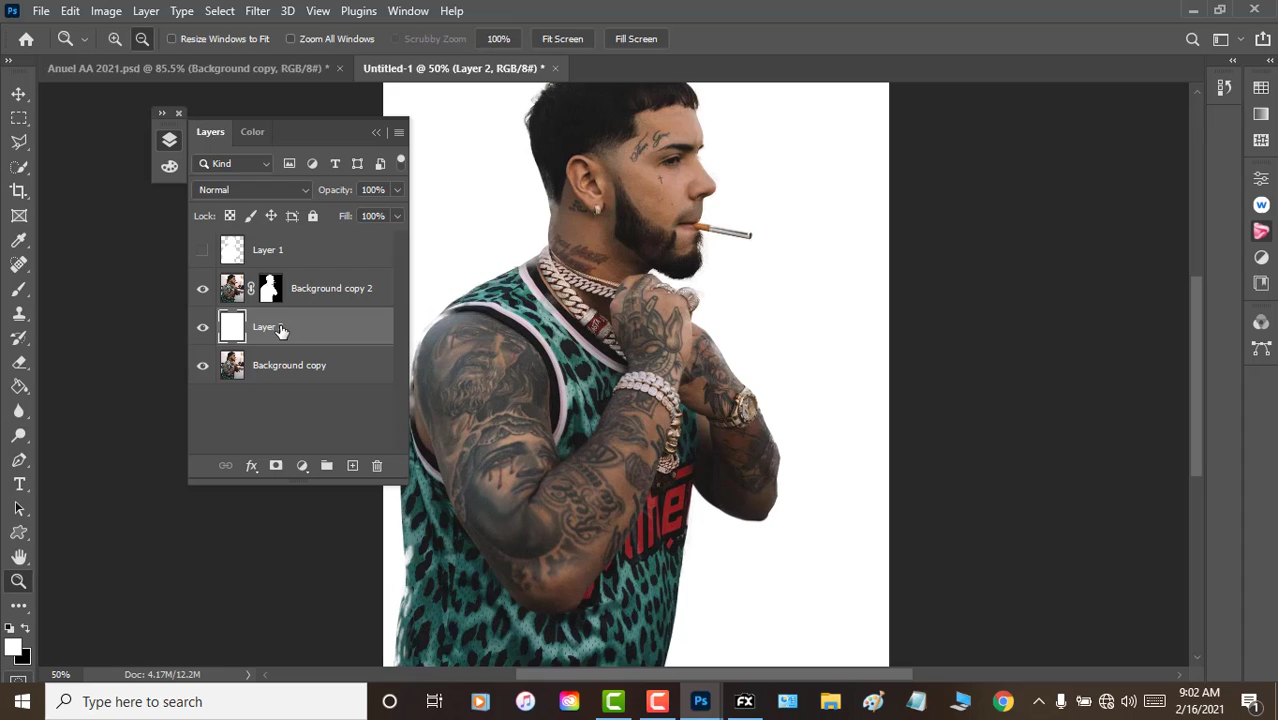 Ps File Edit Image Layer Type Select Filter 3D View Plugins Window Help
Resize Windows to Fit Zoom All Windows Scrubby Zoom 100% Fit Screen Fill Screen
Anuel AA 2021.psd @ 85.5% (Background copy, RGB/8#) * × Untitled-1 @ 50% (Layer 2, RGB/8#) * ×
Layers Color
Kind
Normal Opacity: 100%
Lock: Fill: 100%
Layer 1
Background copy 2
Layer
Background copy
fx
50% Doc: 4.17M/12.2M
Type here to search
Ps FX
9:02 AM
2/16/2021